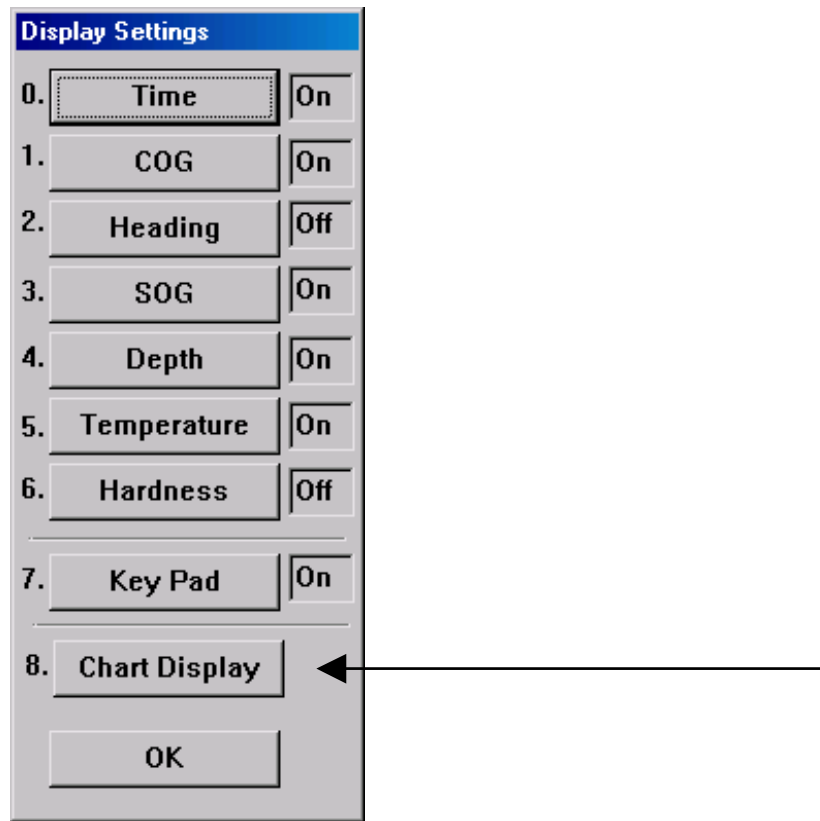 Display Settings
0. Time On
1. COG On
2. Heading Off
3. SOG On
4. Depth On
5. Temperature On
6. Hardness Off
7. Key Pad On
8. Chart Display
OK